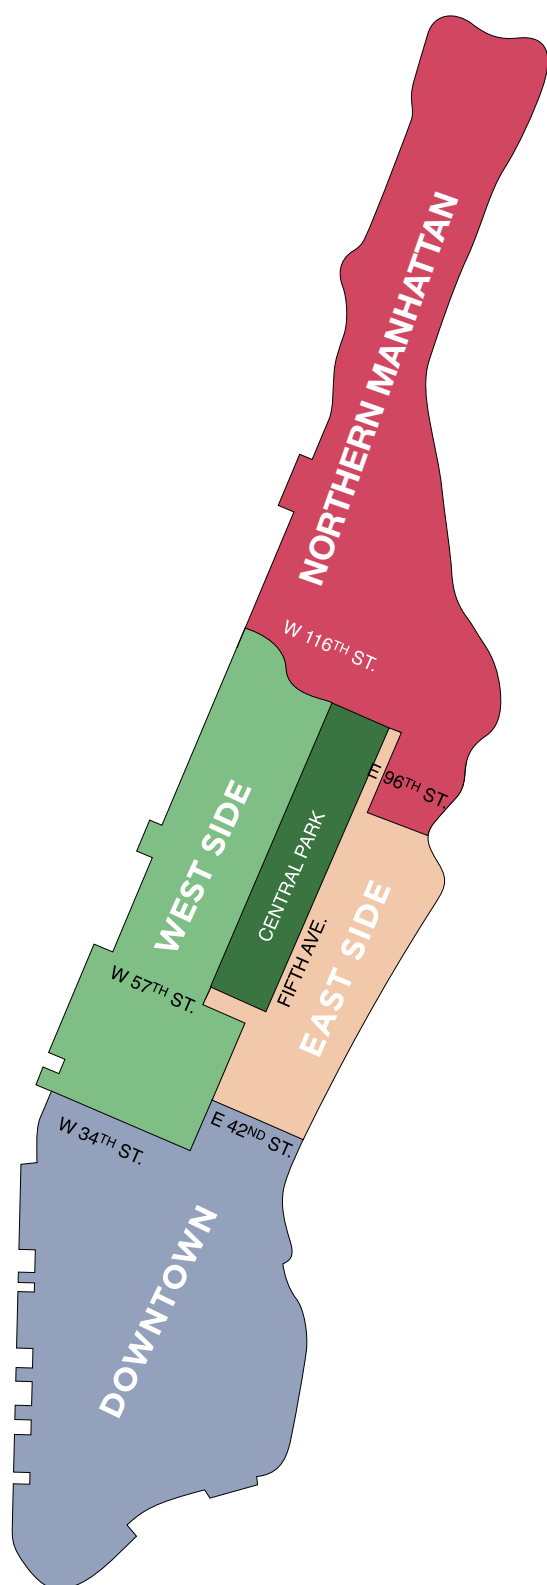 NORTHERN MANHATTAN
W 116TH ST.
E 96TH ST.
WEST SIDE
CENTRAL PARK
EAST SIDE
FIFTH AVE.
W 57TH ST.
E 42ND ST.
W 34TH ST.
DOWNTOWN